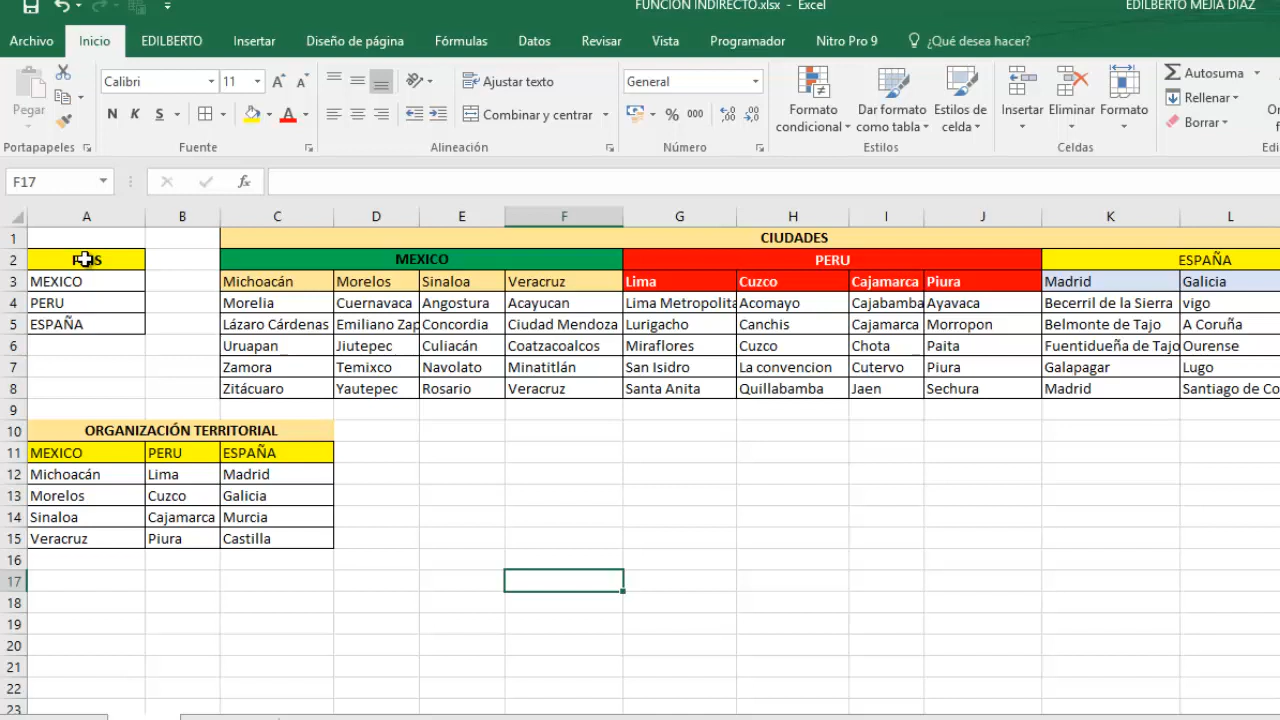 FUNCION INDIRECTO.xlsx - Excel
EDILBERTO MEJIA DIAZ
Archivo Inicio EDILBERTO Insertar Diseño de página Fórmulas Datos Revisar Vista Programador Nitro Pro 9 ¿Qué desea hacer?
Pegar
Calibri 11
N K S
Ajustar texto
Combinar y centrar
General
% 000
Formato condicional
Dar formato como tabla
Estilos de celda
Insertar Eliminar Formato
Autosuma
Rellenar
Borrar
Portapapeles Fuente Alineación Número Estilos Celdas
F17 fx
A B C D E F G H I J K L
1 CIUDADES
2 MEXICO PERU ESPAÑA
3 MEXICO Michoacán Morelos Sinaloa Veracruz Lima Cuzco Cajamarca Piura Madrid Galicia
4 PERU Morelia Cuernavaca Angostura Acayucan Lima Metropolita Acomayo Cajabamba Ayavaca Becerril de la Sierra vigo
5 ESPAÑA Lázaro Cárdenas Emiliano Zap Concordia Ciudad Mendoza Lurigacho Canchis Cajamarca Morropon Belmonte de Tajo A Coruña
6 Uruapan Jiutepec Culiacán Coatzacoalcos Miraflores Cuzco Chota Paita Fuentidueña de Tajo Ourense
7 Zamora Temixco Navolato Minatitlán San Isidro La convencion Cutervo Piura Galapagar Lugo
8 Zitácuaro Yautepec Rosario Veracruz Santa Anita Quillabamba Jaen Sechura Madrid Santiago de Co
9
10 ORGANIZACIÓN TERRITORIAL
11 MEXICO PERU ESPAÑA
12 Michoacán Lima Madrid
13 Morelos Cuzco Galicia
14 Sinaloa Cajamarca Murcia
15 Veracruz Piura Castilla
16
17
18
19
20
21
22
23